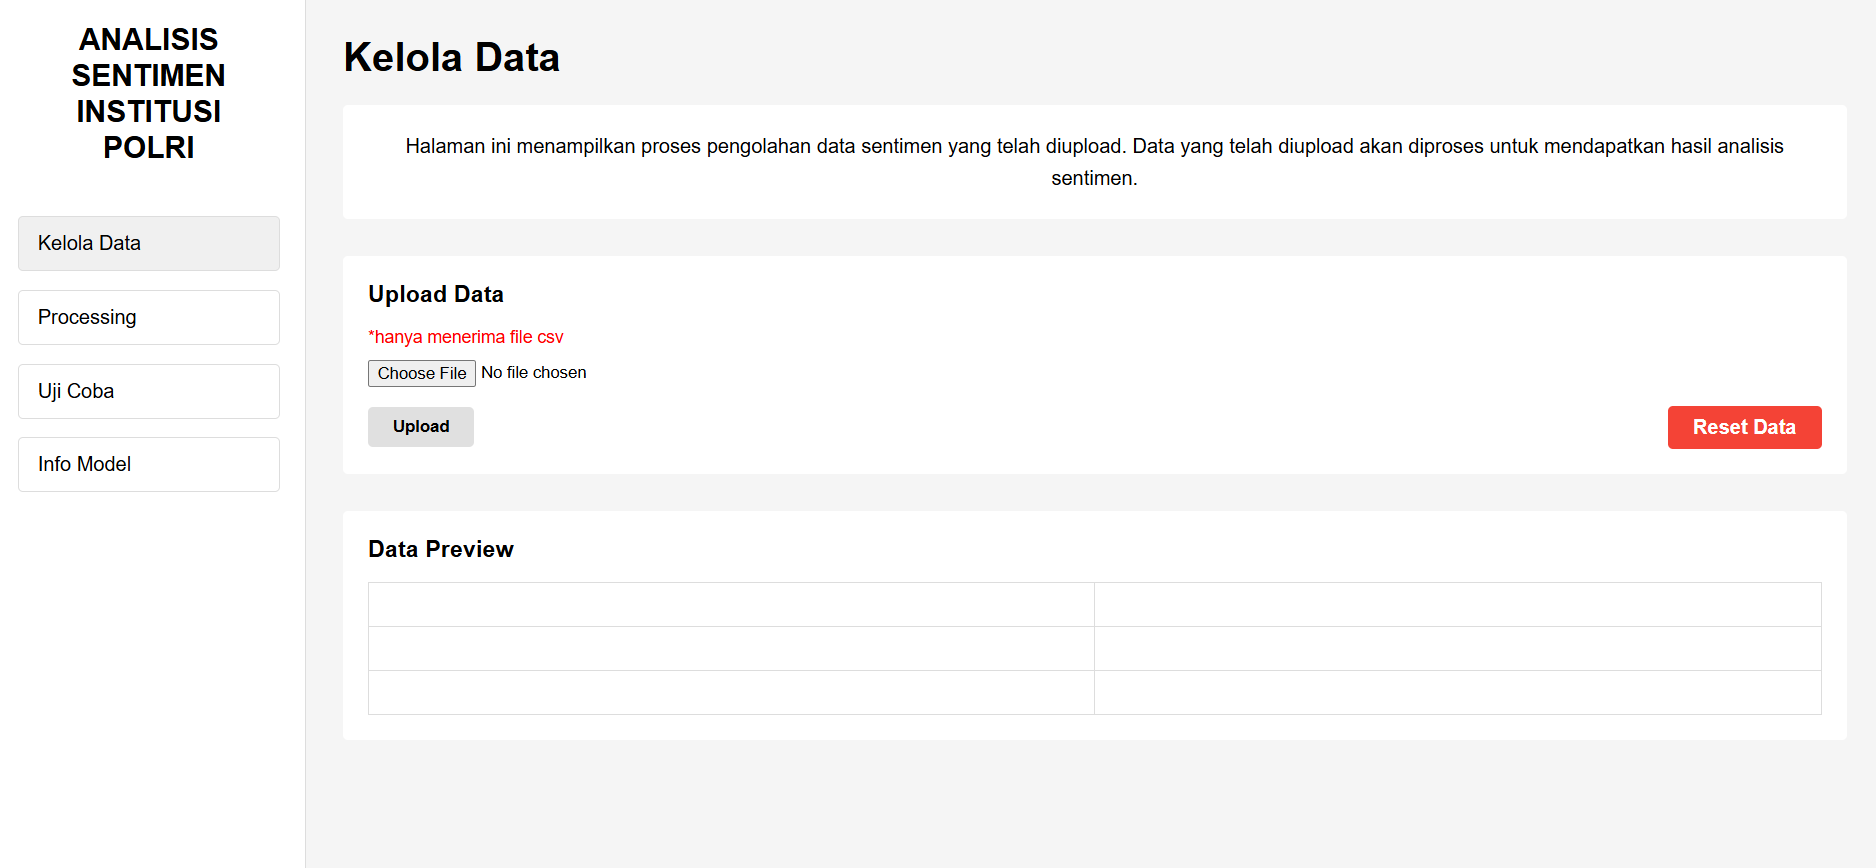 ANALISIS
SENTIMEN
INSTITUSI
POLRI
Kelola Data
Processing
Uji Coba
Info Model
Kelola Data
Halaman ini menampilkan proses pengolahan data sentimen yang telah diupload. Data yang telah diupload akan diproses untuk mendapatkan hasil analisis
sentimen.
Upload Data
*hanya menerima file csv
Choose File No file chosen
Upload
Reset Data
Data Preview